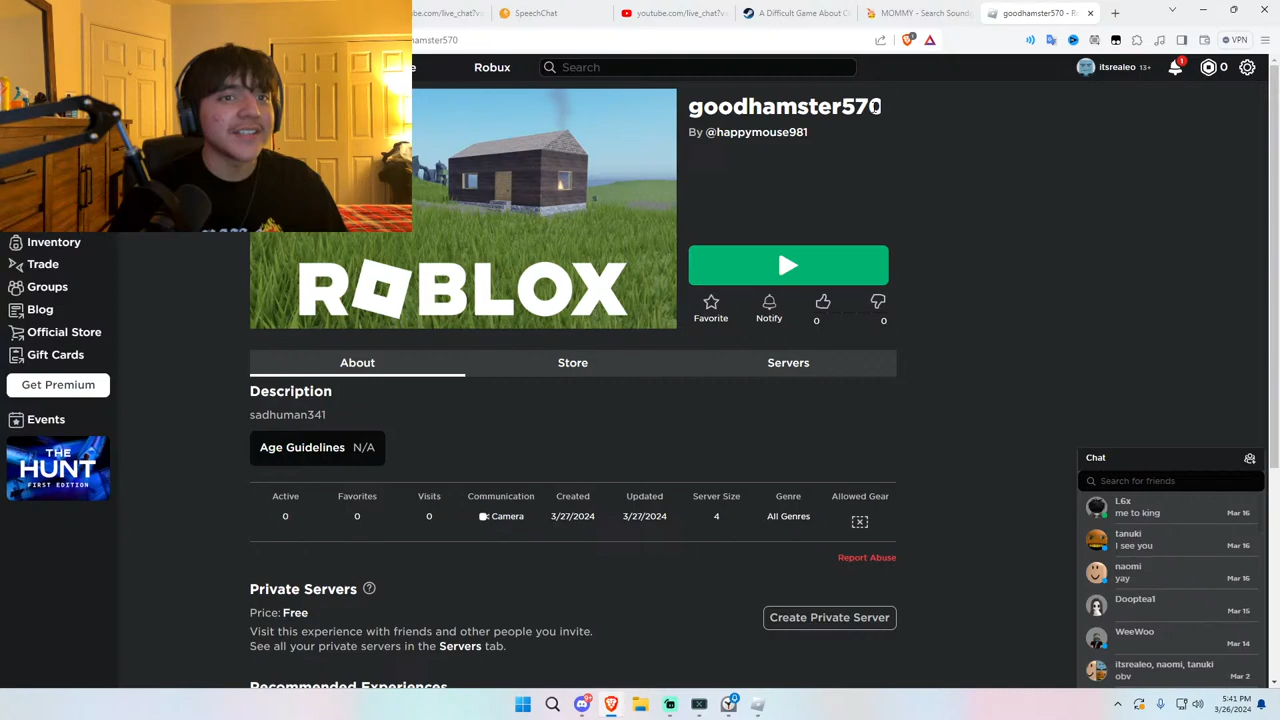 youtube.com/live_chat?is
SpeechChat
youtube.com/live_chat?is
A Difficult Game About Cl
MOMMY - Search Sound
goodhamster570 - Ro
amster570
VPN
Robux
Search
itsrealeo
13+
1
0
goodhamster570
By @happymouse981
Inventory
Trade
Groups
Blog
Official Store
Gift Cards
Get Premium
Events
THE
HUNT
FIRST EDITION
ROBLOX
Favorite
Notify
0
0
About
Store
Servers
Description
sadhuman341
Age Guidelines N/A
Active
Favorites
Visits
Communication
Created
Updated
Server Size
Genre
Allowed Gear
0
0
0
Camera
3/27/2024
3/27/2024
4
All Genres
Report Abuse
Private Servers
Price: Free
Create Private Server
Visit this experience with friends and other people you invite.
See all your private servers in the Servers tab.
Recommended Experiences
Chat
Search for friends
L6x
me to king
Mar 16
tanuki
I see you
Mar 16
naomi
yay
Mar 16
Dooptea1
Mar 15
WeeWoo
Mar 14
itsrealeo, naomi, tanuki
obv
Mar 2
5:41 PM
3/26/2024